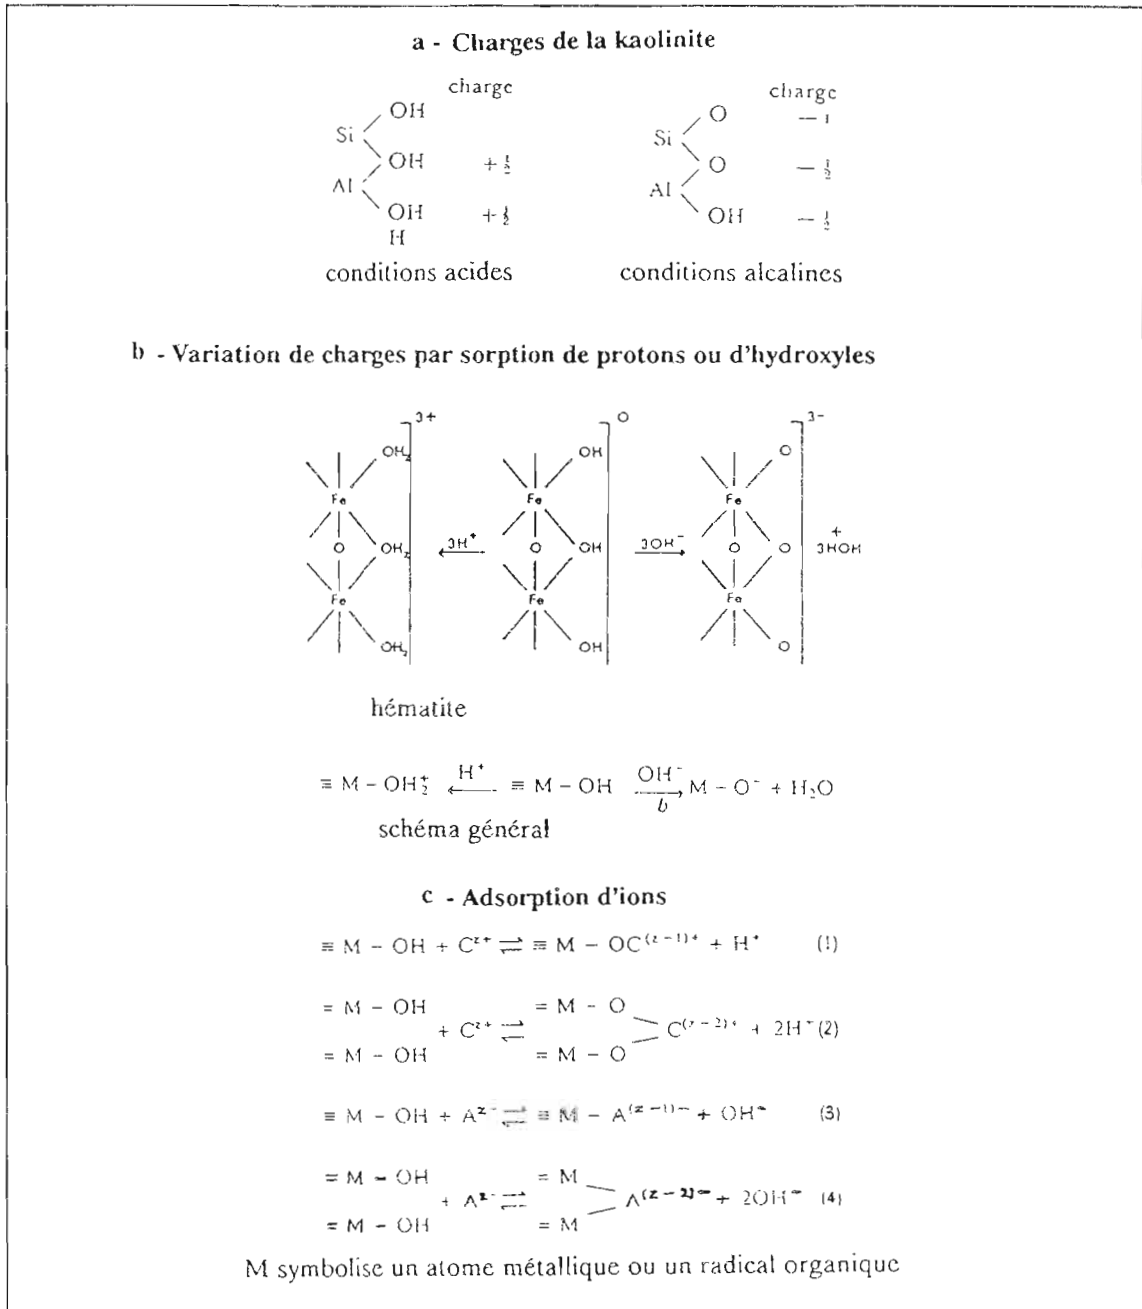 a - Charges de la kaolinite
charge charge
OH O − 1
Si Si
OH + ½ O − ½
Al Al
OH + ½ OH − ½
H
conditions acides conditions alcalines
b - Variation de charges par sorption de protons ou d'hydroxyles
3+ O 3−
OH₂ OH O
Fe Fe Fe
O OH₂ 3H⁺ O OH 3OH⁻ O O + 3HOH
Fe Fe Fe
OH₂ OH O
hématite
≡ M − OH₂⁺ ← H⁺ ≡ M − OH OH⁻ → b M − O⁻ + H₂O
schéma général
c - Adsorption d'ions
≡ M − OH + C^(z+) ⇌ ≡ M − OC^((z−1)+) + H⁺ (1)
= M − OH = M − O
+ C^(z+) ⇌ C^((z−2)+) + 2H⁺ (2)
= M − OH = M − O
≡ M − OH + A^(z−) ⇌ ≡ M − A^((z−1)−) + OH⁻ (3)
= M − OH = M
+ A^(z−) ⇌ A^((z−2)−) + 2OH⁻ (4)
= M − OH = M
M symbolise un atome métallique ou un radical organique